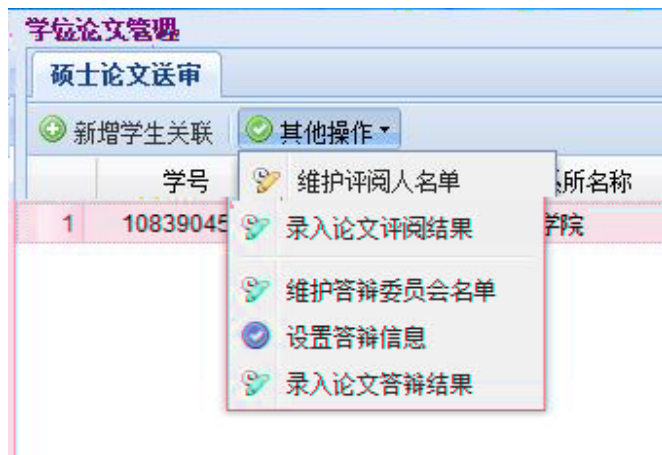 学位论文管理
硕士论文送审
新增学生关联 其他操作
学号 所名称
1 10839045 学院
维护评阅人名单
录入论文评阅结果
维护答辩委员会名单
设置答辩信息
录入论文答辩结果